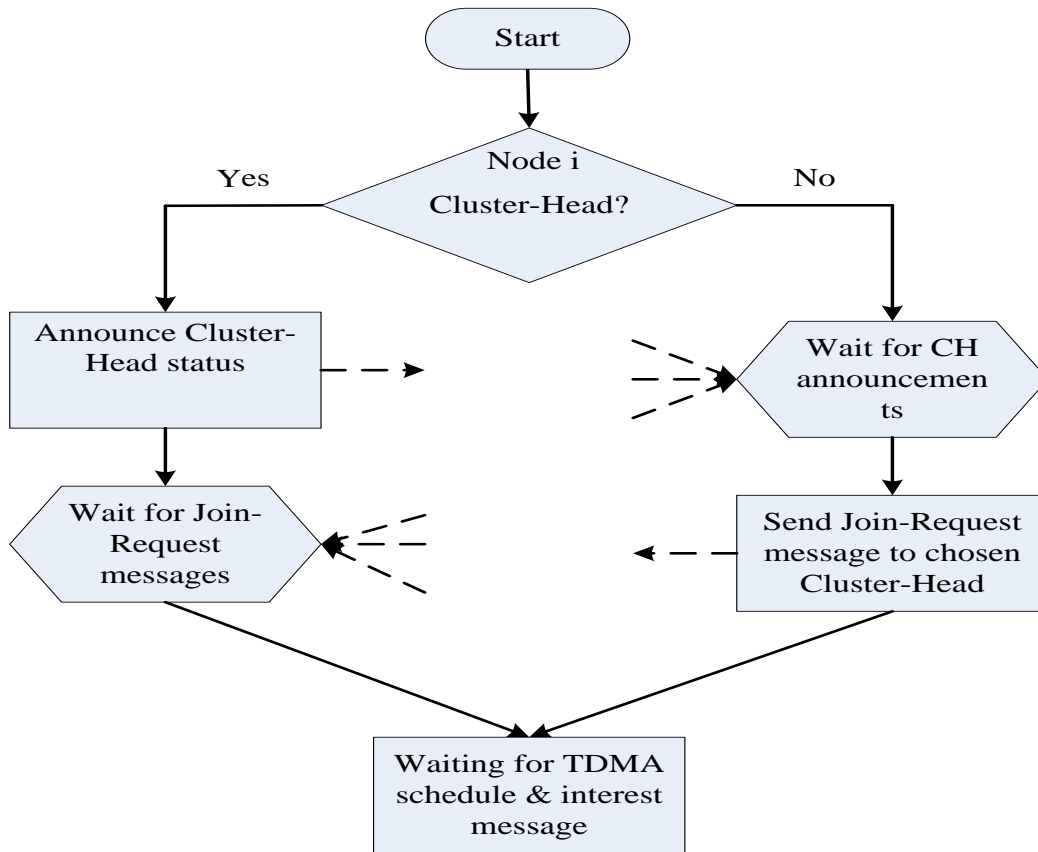 Start
Node i
Cluster-Head?
Yes
No
Announce Cluster-
Head status
Wait for CH
announcemen
ts
Wait for Join-
Request
messages
Send Join-Request
message to chosen
Cluster-Head
Waiting for TDMA
schedule & interest
message